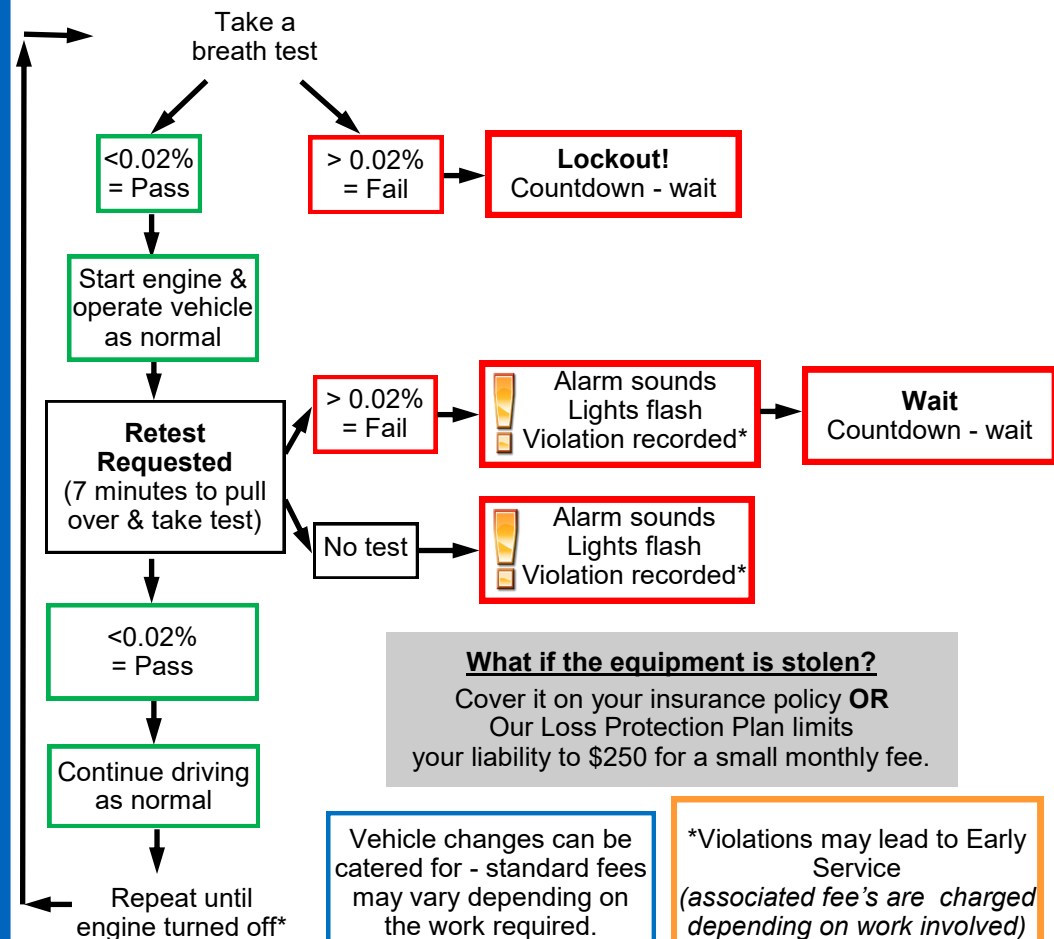 Take a
breath test
<0.02%
= Pass
> 0.02%
= Fail
Lockout!
Countdown - wait
Start engine &
operate vehicle
as normal
Retest
Requested
(7 minutes to pull
over & take test)
> 0.02%
= Fail
Alarm sounds
Lights flash
Violation recorded*
Wait
Countdown - wait
No test
Alarm sounds
Lights flash
Violation recorded*
<0.02%
= Pass
What if the equipment is stolen?
Cover it on your insurance policy OR
Our Loss Protection Plan limits
your liability to $250 for a small monthly fee.
Continue driving
as normal
Repeat until
engine turned off*
Vehicle changes can be
catered for - standard fees
may vary depending on
the work required.
*Violations may lead to Early
Service
(associated fee's are charged
depending on work involved)